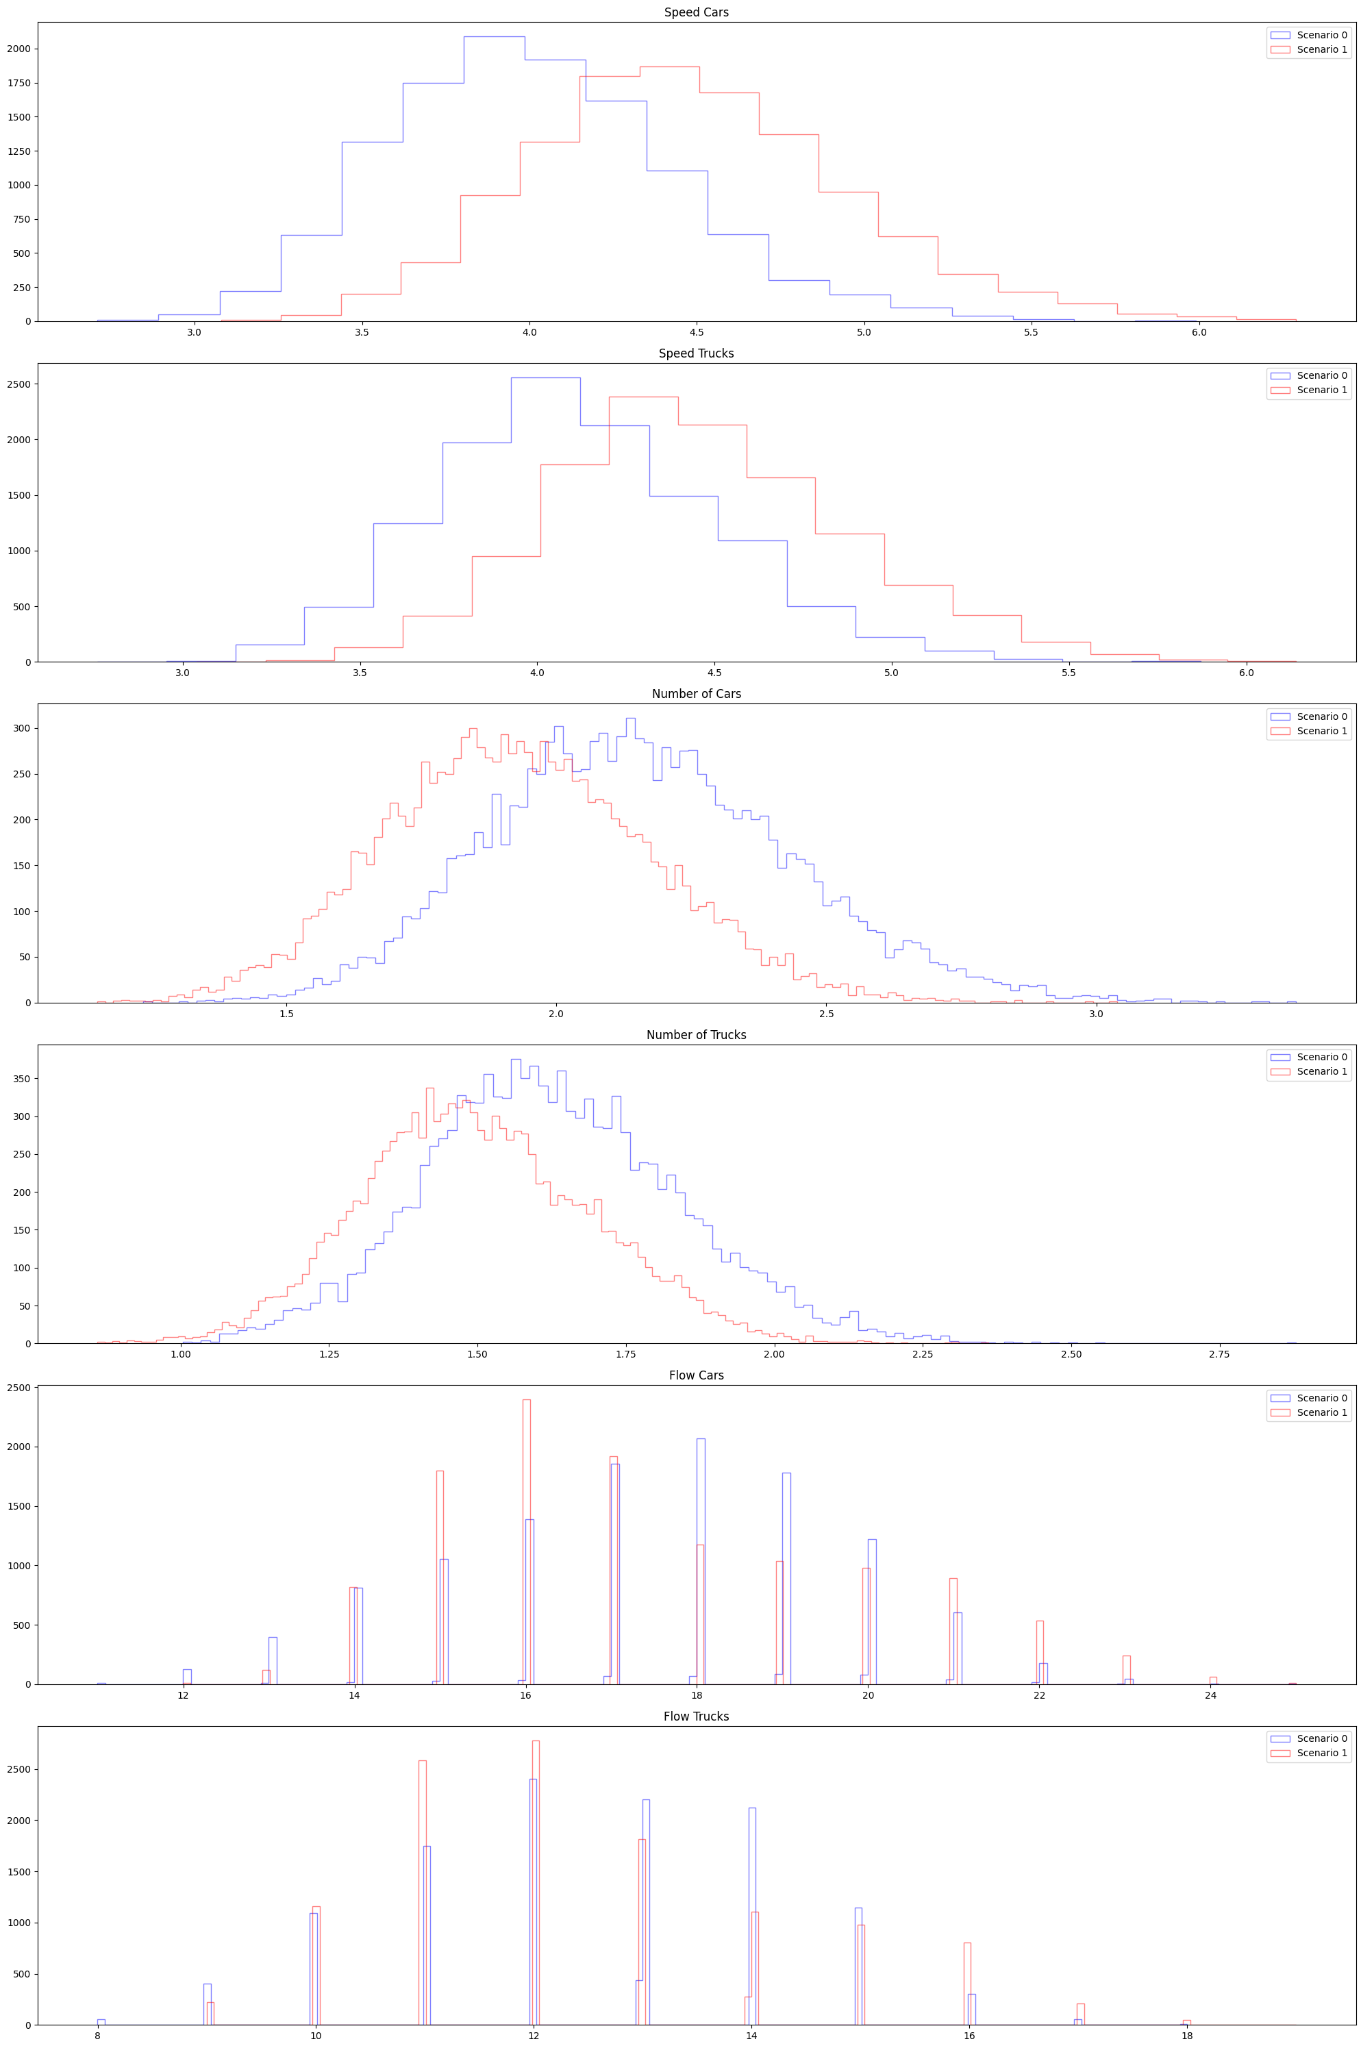 Speed Cars
Scenario 0
Scenario 1
2000
1750
1500
1250
1000
750
500
250
0
3.0 3.5 4.0 4.5 5.0 5.5 6.0
Speed Trucks
Scenario 0
Scenario 1
2500
2000
1500
1000
500
0
3.0 3.5 4.0 4.5 5.0 5.5 6.0
Number of Cars
Scenario 0
Scenario 1
300
250
200
150
100
50
0
1.5 2.0 2.5 3.0
Number of Trucks
Scenario 0
Scenario 1
350
300
250
200
150
100
50
0
1.00 1.25 1.50 1.75 2.00 2.25 2.50 2.75
Flow Cars
Scenario 0
Scenario 1
2500
2000
1500
1000
500
0
12 14 16 18 20 22 24
Flow Trucks
Scenario 0
Scenario 1
2500
2000
1500
1000
500
0
8 10 12 14 16 18